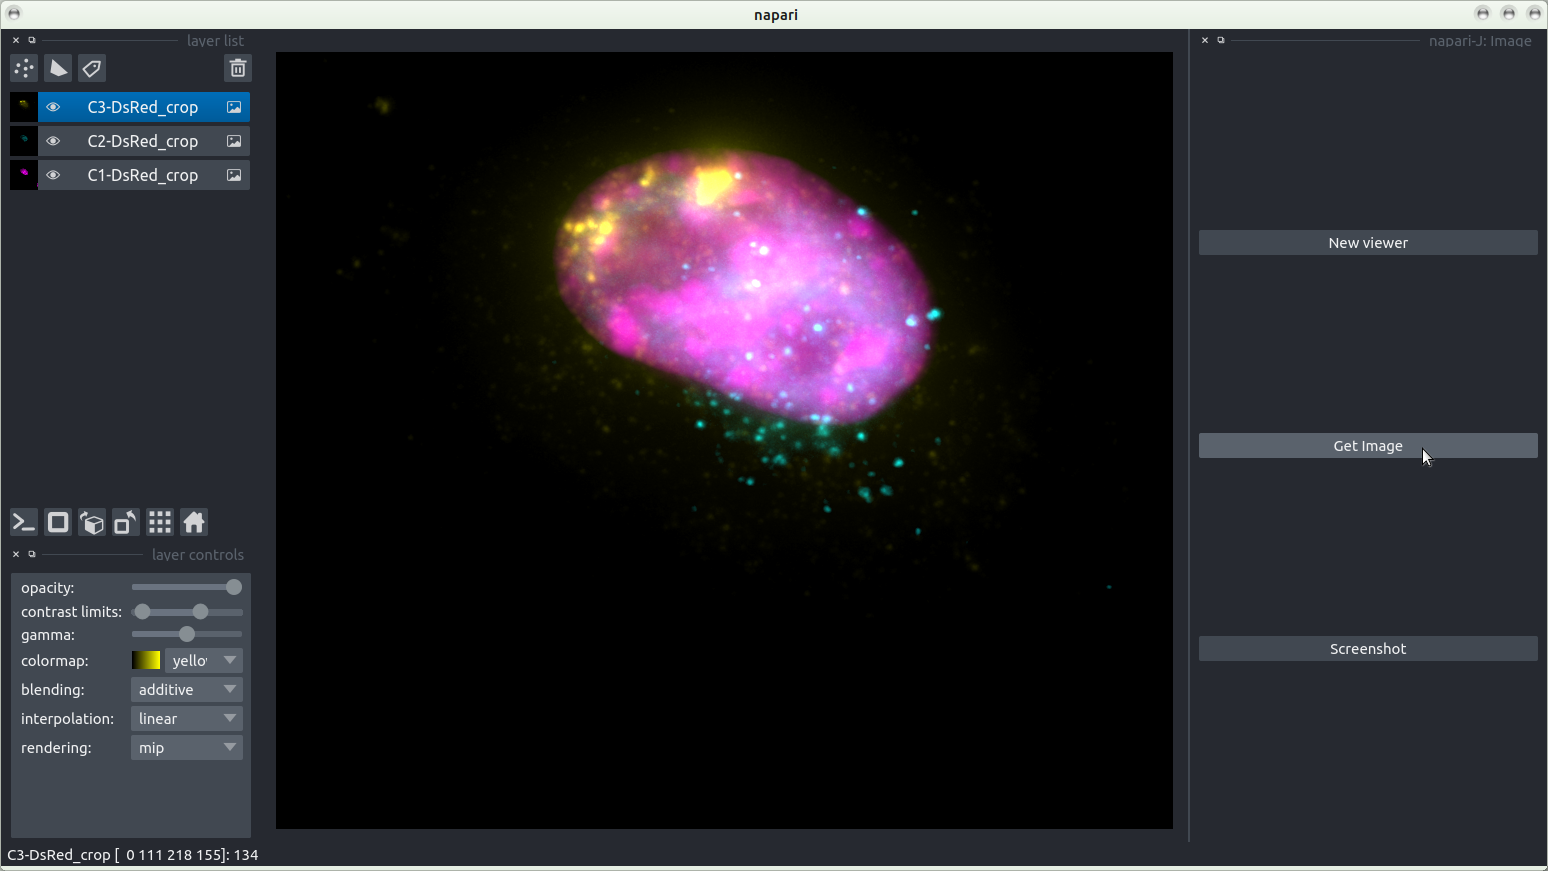 napari
layer list
C3-DsRed_crop
C2-DsRed_crop
C1-DsRed_crop
layer controls
opacity:
contrast limits:
gamma:
colormap: yello
blending: additive
interpolation: linear
rendering: mip
C3-DsRed_crop [ 0 111 218 155]: 134
napari-J: Image
New viewer
Get Image
Screenshot